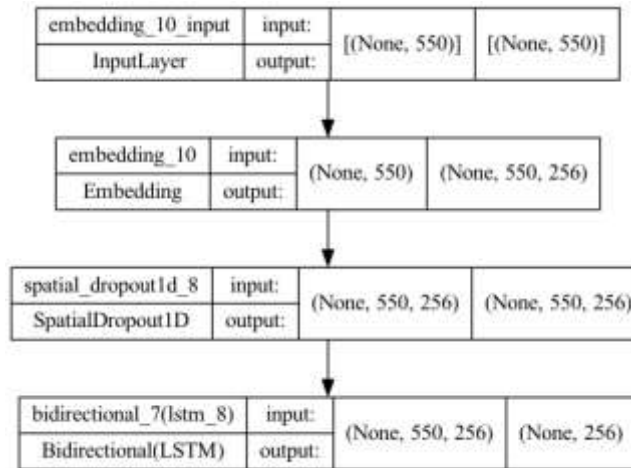 embedding_10_input input: [(None, 550)] [(None, 550)]
InputLayer output:
embedding_10 input: (None, 550) (None, 550, 256)
Embedding output:
spatial_dropout1d_8 input: (None, 550, 256) (None, 550, 256)
SpatialDropout1D output:
bidirectional_7(lstm_8) input: (None, 550, 256) (None, 256)
Bidirectional(LSTM) output: